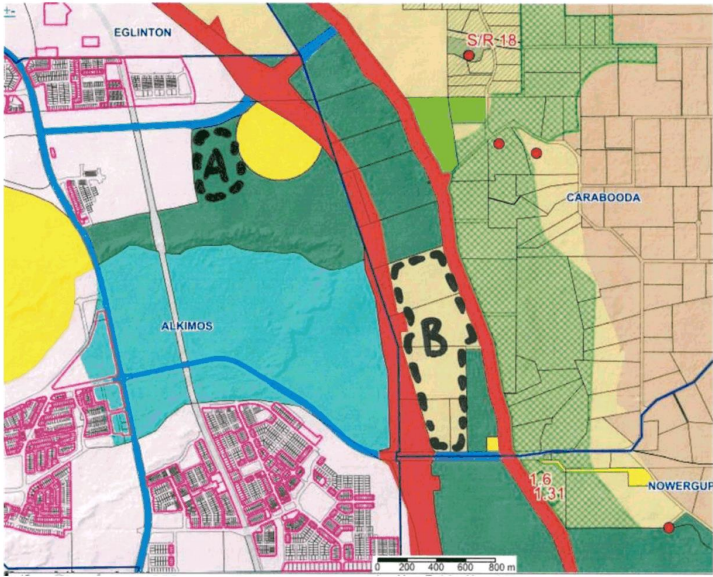 EGLINTON
S/R 18
A
CARABOODA
ALKIMOS
B
1.6
1.31
NOWERGUP
0 200 400 600 800 m